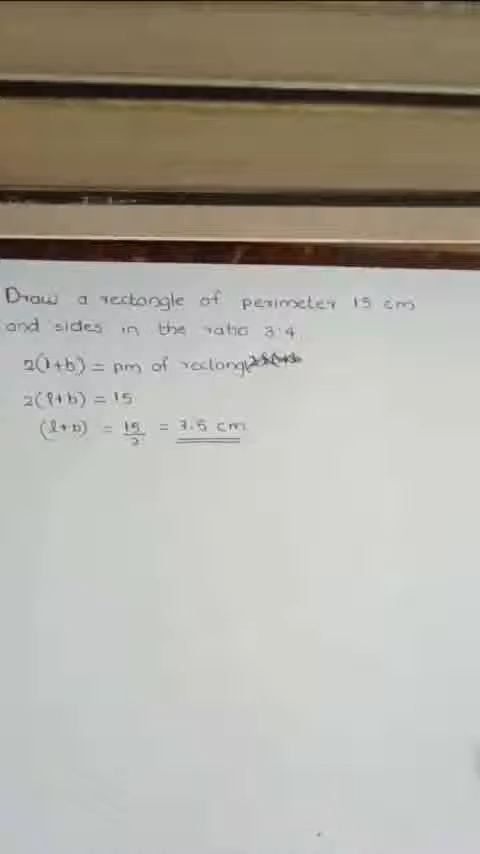 Draw a rectangle of perimeter 15 cm
and sides in the ratio 3:4
2(l+b) = pm of rectangl
2(l+b) = 15
(l+b) = 15/2 = 7.5 cm